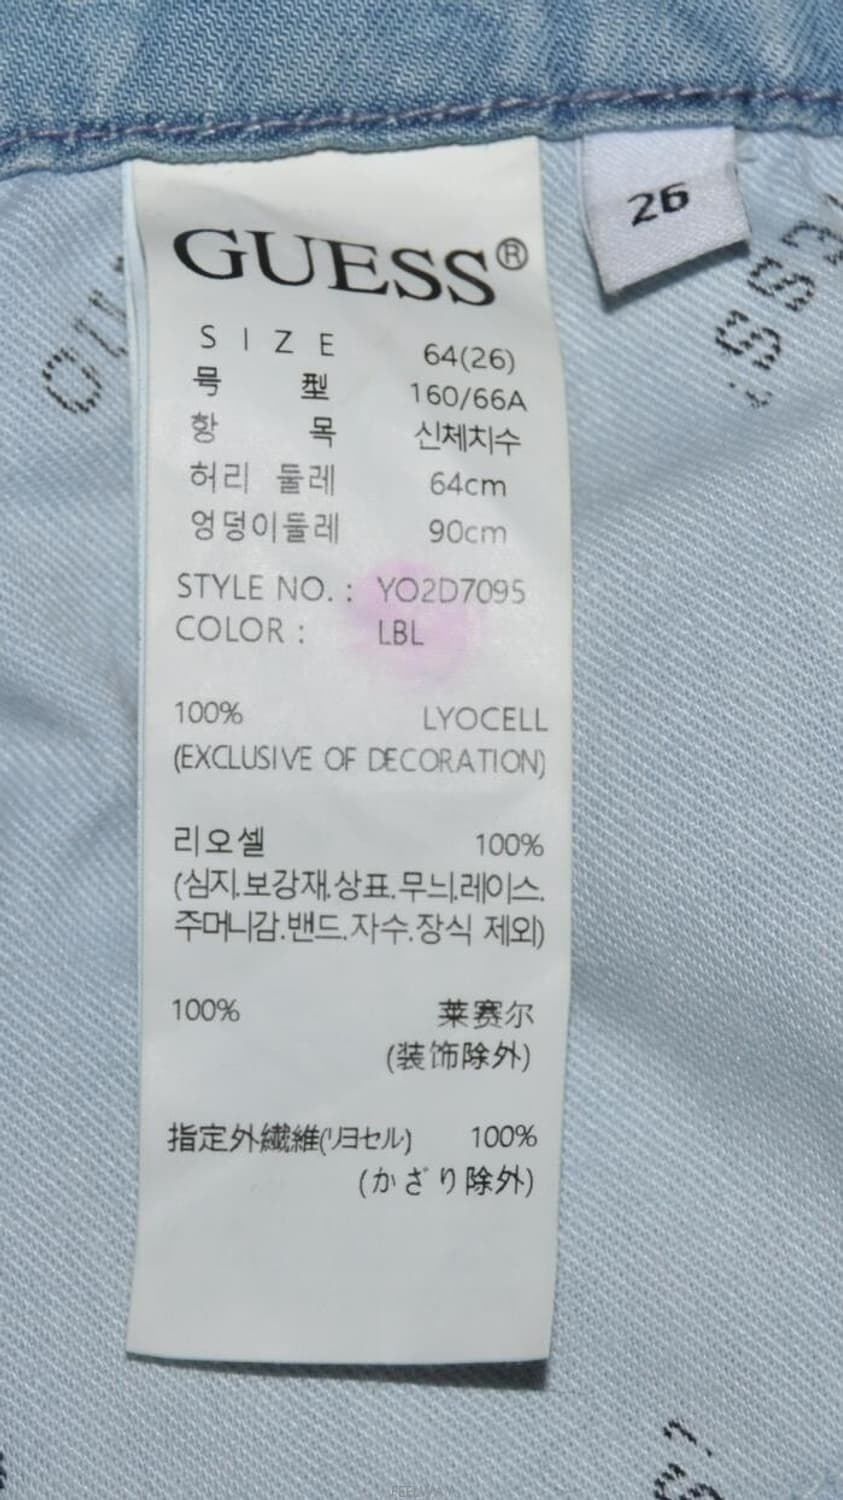 GUESS®
26
SIZE 64(26)
号型 160/66A
항목 신체치수
허리 둘레 64cm
엉덩이둘레 90cm
STYLE NO. : YO2D7095
COLOR : LBL
100% LYOCELL
(EXCLUSIVE OF DECORATION)
리오셀 100%
(심지.보강재.상표.무늬.레이스.
주머니감.밴드.자수.장식 제외)
100% 莱赛尔
(装饰除外)
指定外繊維(リヨセル) 100%
(かざり除外)
FEELWAY